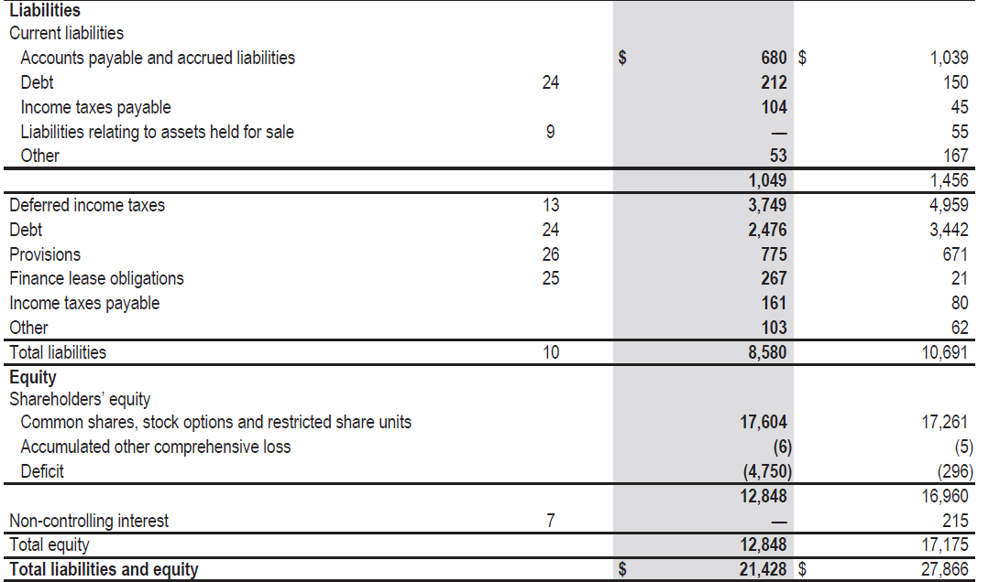 Liabilities
Current liabilities
Accounts payable and accrued liabilities $ 680 $ 1,039
Debt 24 212 150
Income taxes payable 104 45
Liabilities relating to assets held for sale 9 — 55
Other 53 167
1,049 1,456
Deferred income taxes 13 3,749 4,959
Debt 24 2,476 3,442
Provisions 26 775 671
Finance lease obligations 25 267 21
Income taxes payable 161 80
Other 103 62
Total liabilities 10 8,580 10,691
Equity
Shareholders’ equity
Common shares, stock options and restricted share units 17,604 17,261
Accumulated other comprehensive loss (6) (5)
Deficit (4,750) (296)
12,848 16,960
Non-controlling interest 7 — 215
Total equity 12,848 17,175
Total liabilities and equity $ 21,428 $ 27,866